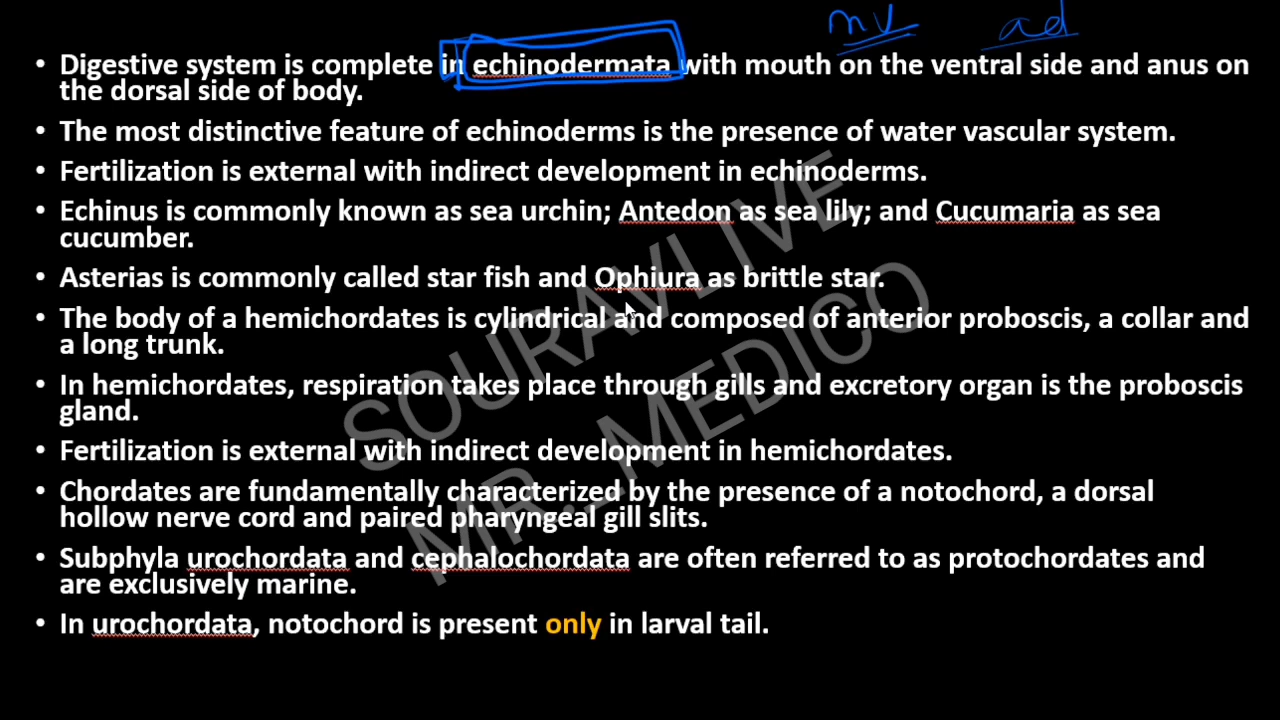 mv ad
• Digestive system is complete in echinodermata with mouth on the ventral side and anus on
the dorsal side of body.
• The most distinctive feature of echinoderms is the presence of water vascular system.
• Fertilization is external with indirect development in echinoderms.
• Echinus is commonly known as sea urchin; Antedon as sea lily; and Cucumaria as sea
cucumber.
• Asterias is commonly called star fish and Ophiura as brittle star.
• The body of a hemichordates is cylindrical and composed of anterior proboscis, a collar and
a long trunk.
• In hemichordates, respiration takes place through gills and excretory organ is the proboscis
gland.
• Fertilization is external with indirect development in hemichordates.
• Chordates are fundamentally characterized by the presence of a notochord, a dorsal
hollow nerve cord and paired pharyngeal gill slits.
• Subphyla urochordata and cephalochordata are often referred to as protochordates and
are exclusively marine.
• In urochordata, notochord is present only in larval tail.
SOURAVLIVE
MR._MEDICO